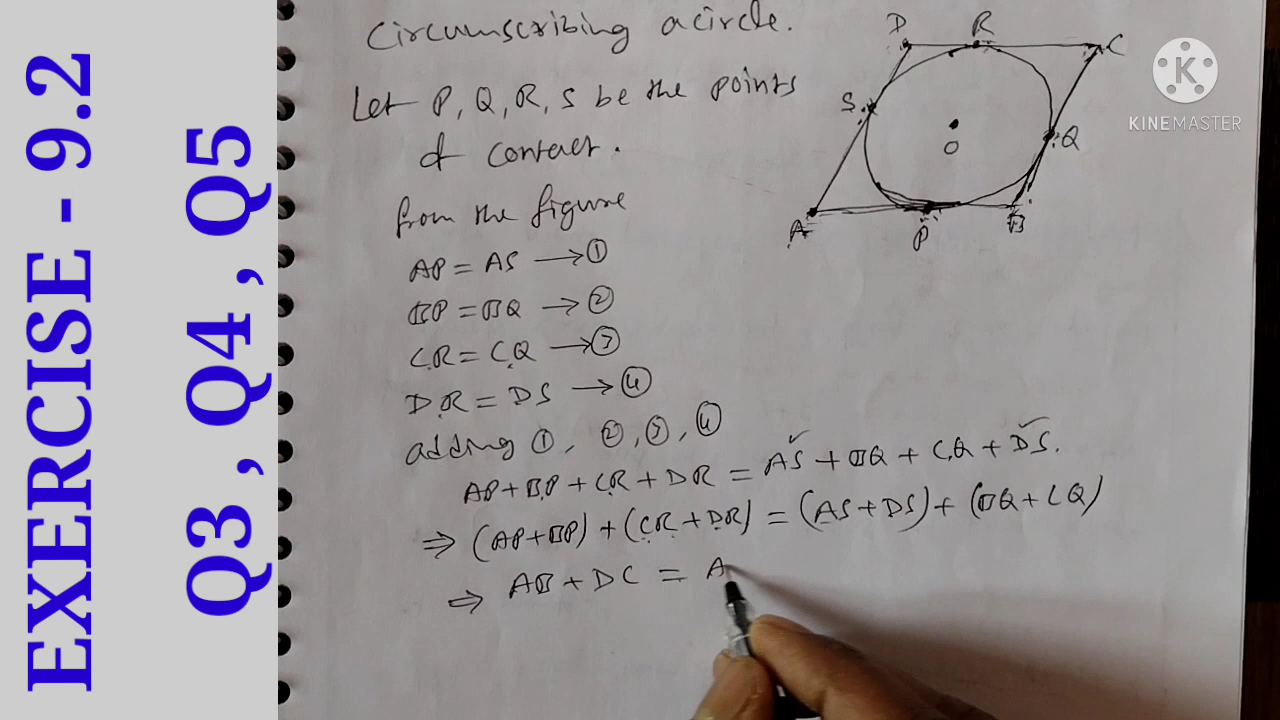 EXERCISE - 9.2
Q3 , Q4 , Q5
circumscribing a circle.
Let P, Q, R, S be the points
of contact.
from the figure
AP = AS → ①
BP = BQ → ②
CR = CQ → ③
DR = DS → ④
adding ①, ②, ③, ④
AP + BP + CR + DR = AS + BQ + CQ + DS.
⇒ (AP + BP) + (CR + DR) = (AS + DS) + (BQ + CQ)
⇒ AB + DC = A
D R C
S
Q
O
A P B
K
KINEMASTER